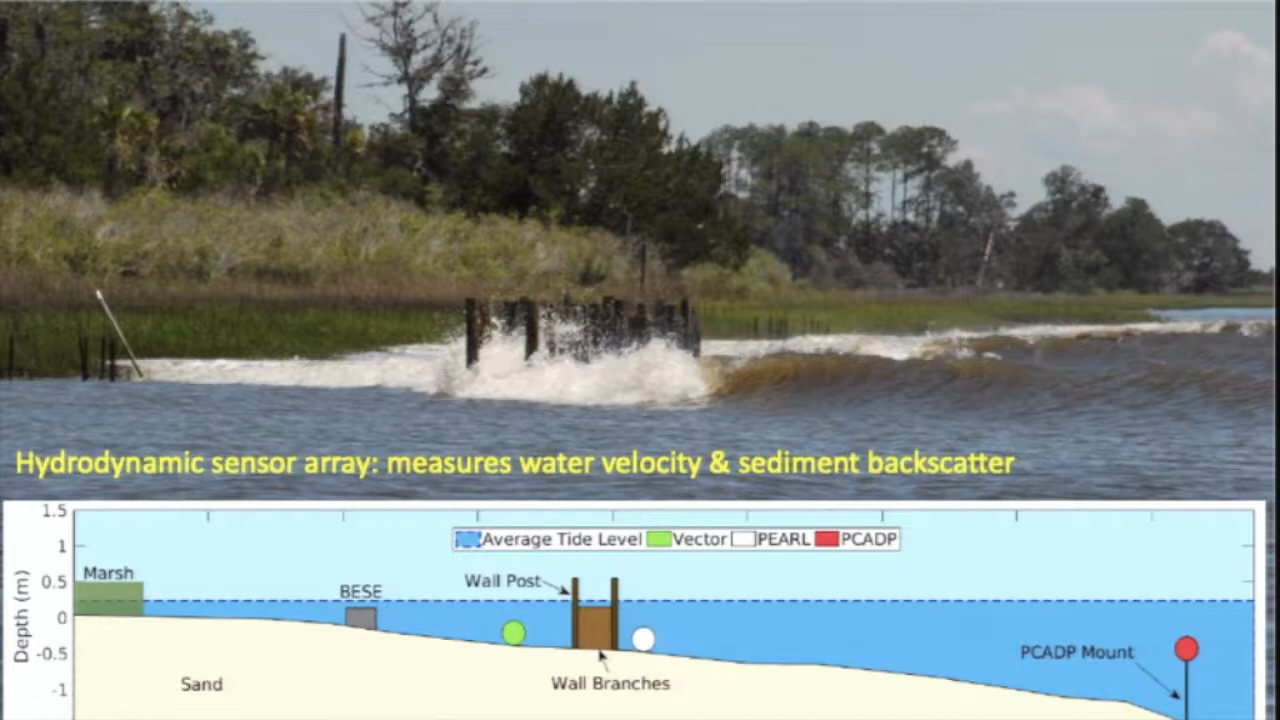 Hydrodynamic sensor array: measures water velocity & sediment backscatter
1.5
Average Tide Level Vector PEARL PCADP
1
Marsh
Wall Post
0.5
BESE
0
Depth (m)
-0.5
PCADP Mount
Sand
Wall Branches
-1